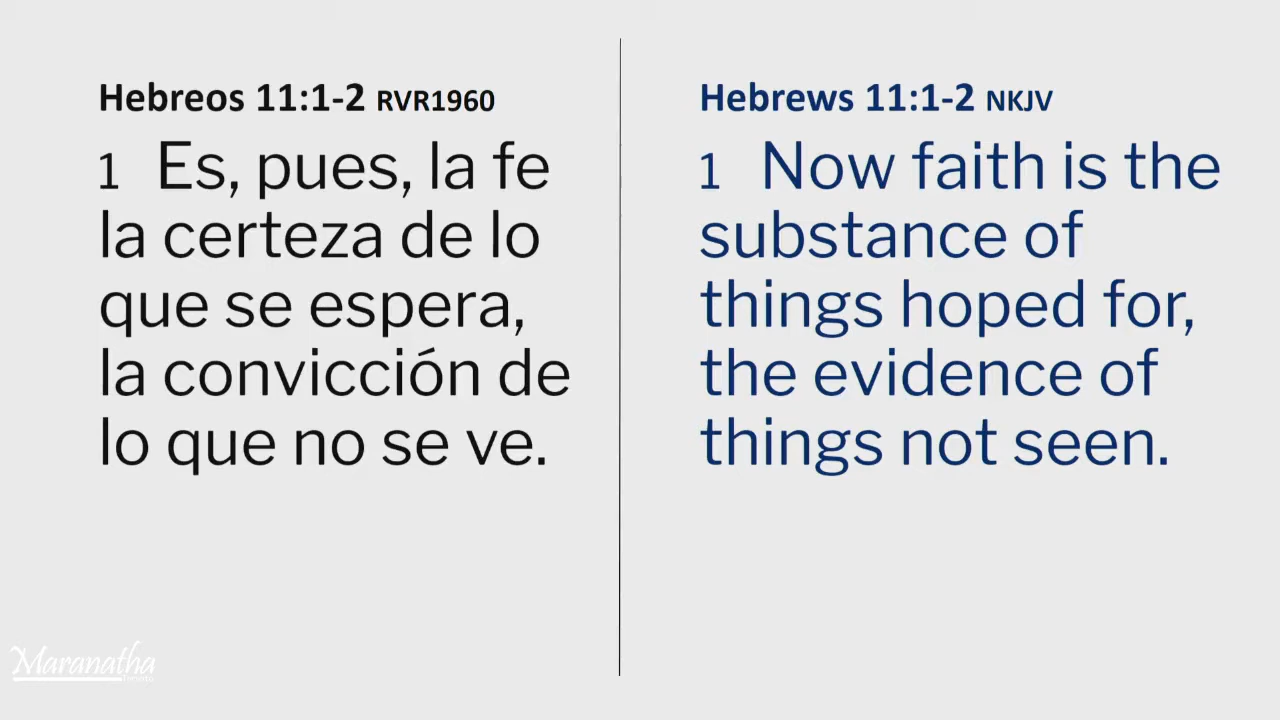 Hebreos 11:1-2 RVR1960
1 Es, pues, la fe
la certeza de lo
que se espera,
la convicción de
lo que no se ve.
Hebrews 11:1-2 NKJV
1 Now faith is the
substance of
things hoped for,
the evidence of
things not seen.
Maranatha